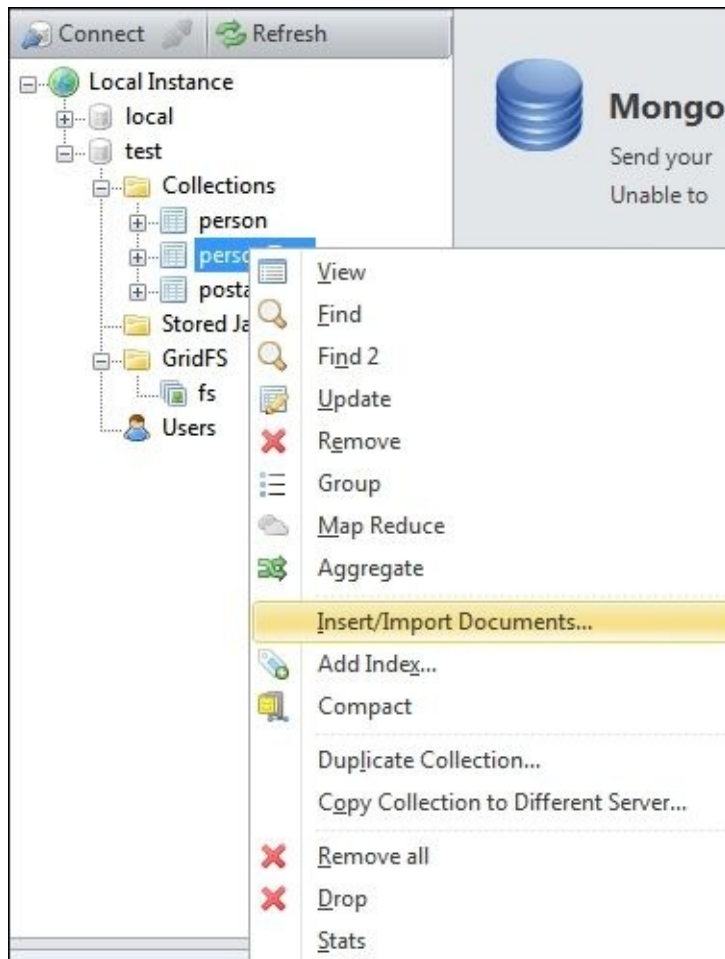 Connect Refresh
Local Instance
local
test
Collections
person
GridFS
fs
Users
Mongo
Send your
Unable to
View
Find
Find 2
Update
Remove
Group
Map Reduce
Aggregate
Insert/Import Documents...
Add Index...
Compact
Duplicate Collection...
Copy Collection to Different Server...
Remove all
Drop
Stats